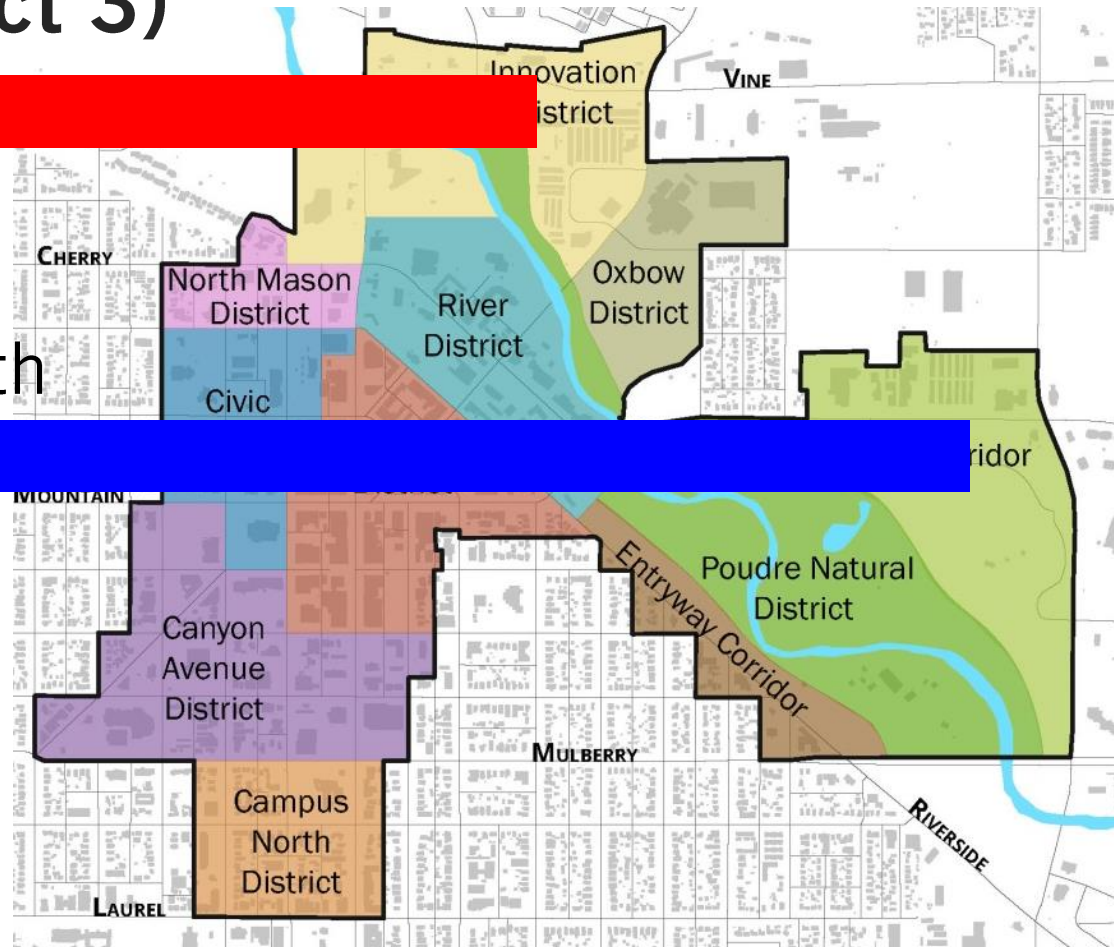 ct 3)
Innovation
VINE
istrict
CHERRY
North Mason
District
Oxbow
District
River
District
th
Civic
ridor
MOUNTAIN
Entryway Corridor
Poudre Natural
District
Canyon
Avenue
District
MULBERRY
Campus
North
District
RIVERSIDE
LAUREL